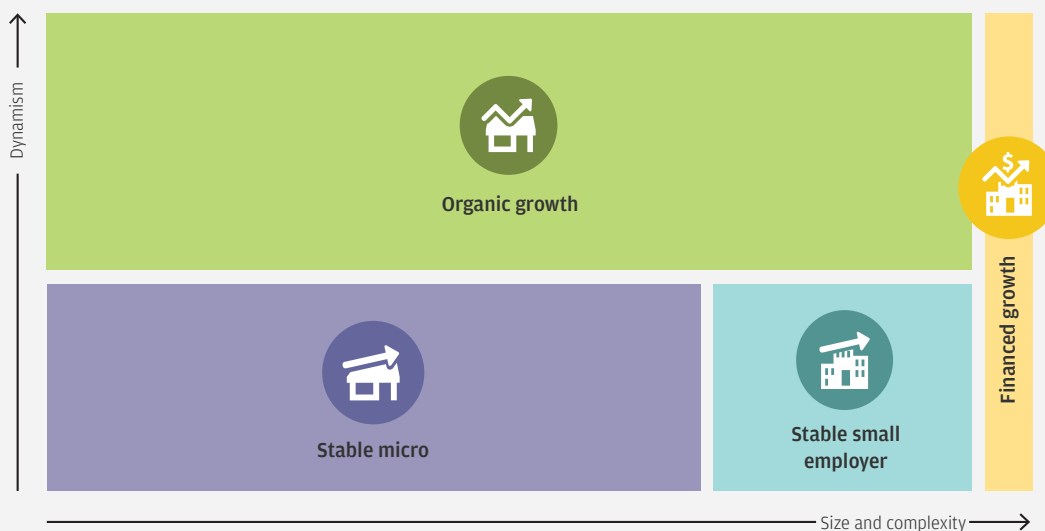 Dynamism
Organic growth
Stable micro
Stable small
employer
$
Financed growth
Size and complexity